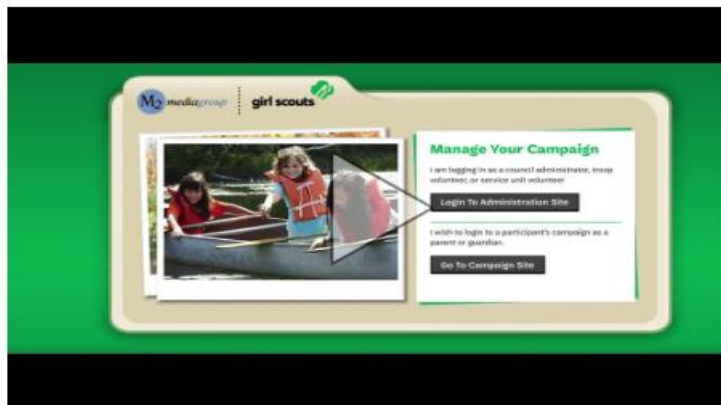 M2 mediagroup
girl scouts
Manage Your Campaign
I am logging in as a council administrator, troop
volunteer, or service unit volunteer
Login To Administration Site
I wish to login to a participant's campaign as a
parent or guardian.
Go To Campaign Site